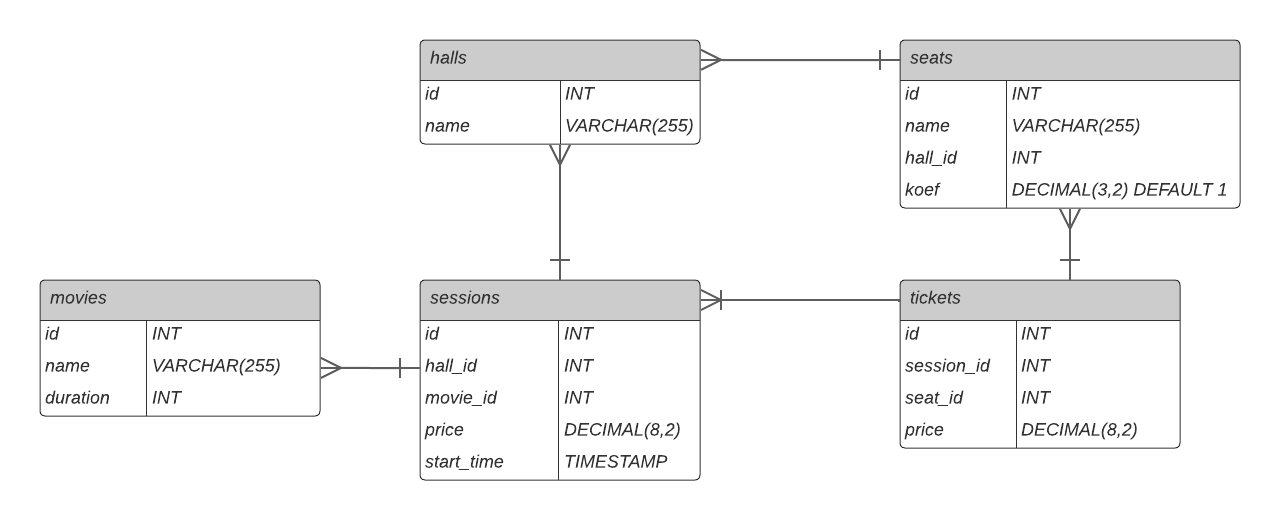 halls
id INT
name VARCHAR(255)
seats
id INT
name VARCHAR(255)
hall_id INT
koef DECIMAL(3,2) DEFAULT 1
movies
id INT
name VARCHAR(255)
duration INT
sessions
id INT
hall_id INT
movie_id INT
price DECIMAL(8,2)
start_time TIMESTAMP
tickets
id INT
session_id INT
seat_id INT
price DECIMAL(8,2)